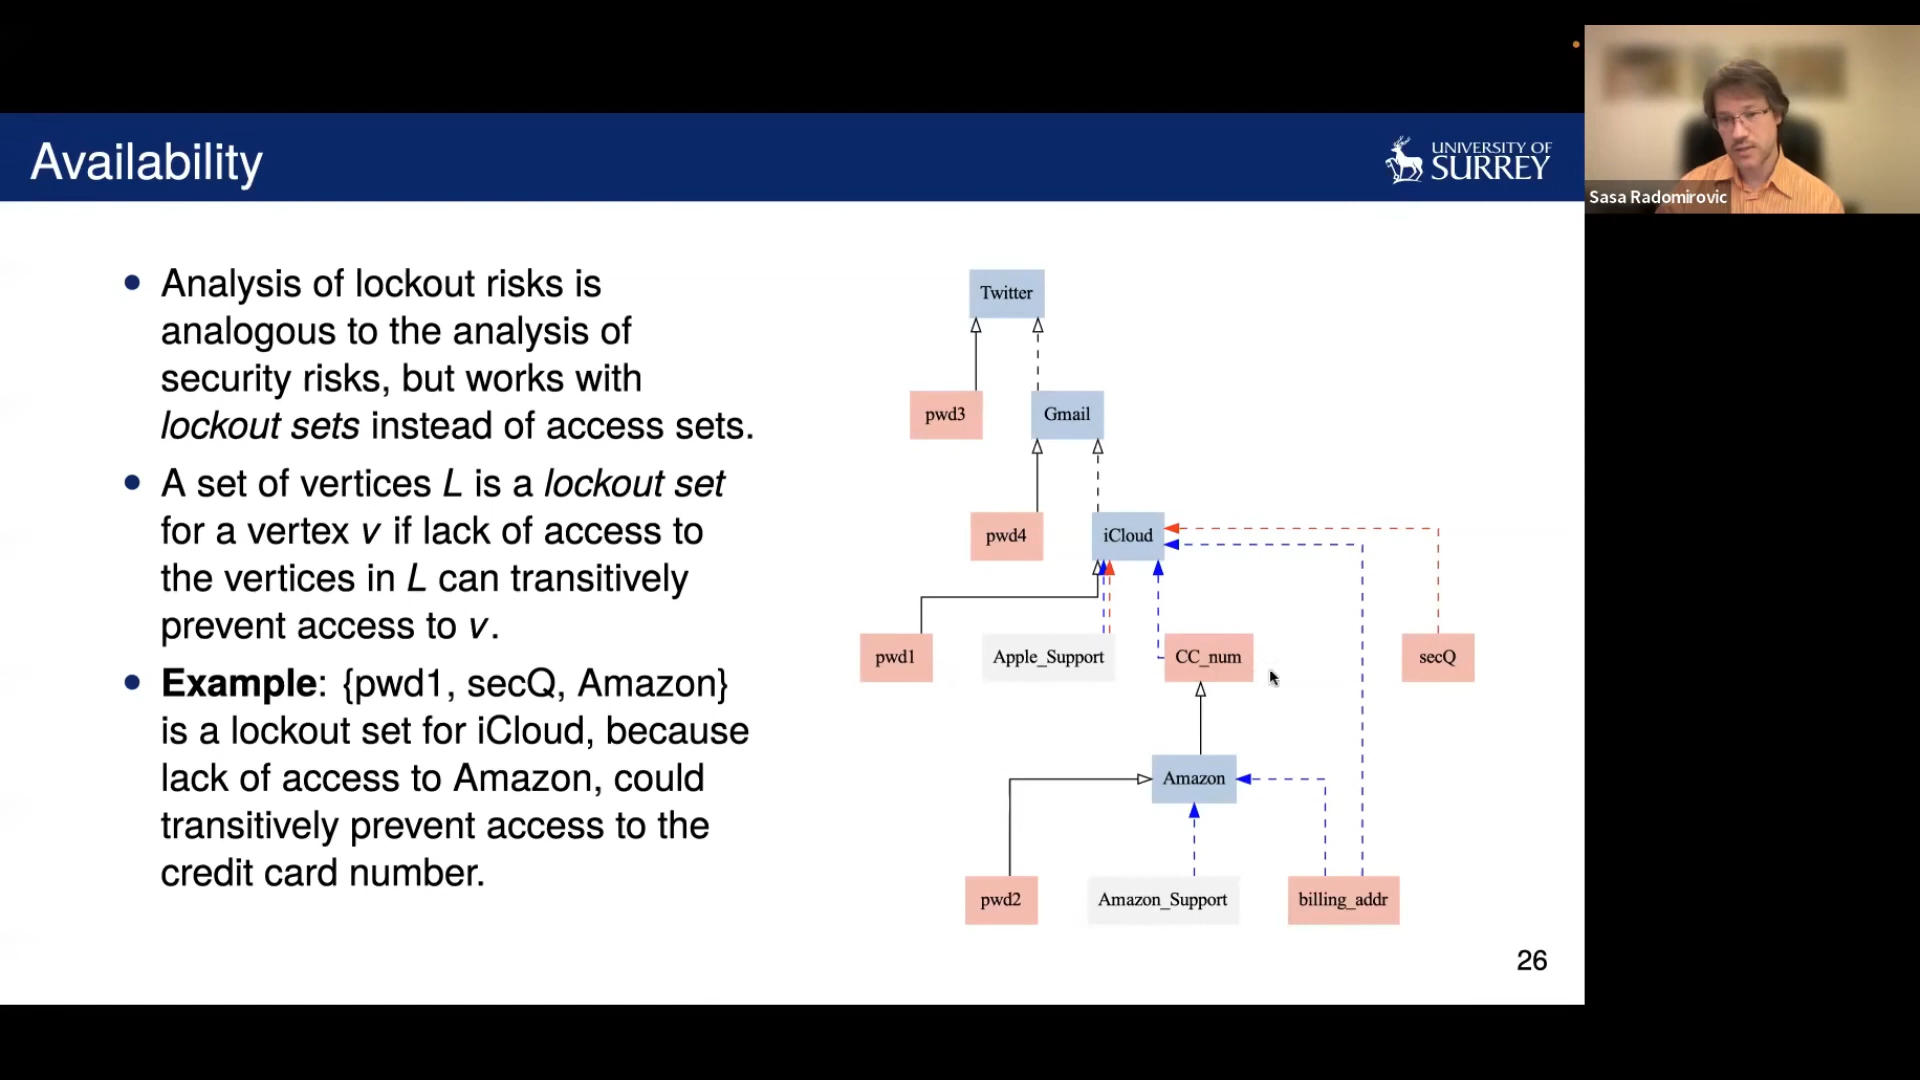 Availability
UNIVERSITY OF
SURREY
Sasa Radomirovic
• Analysis of lockout risks is
analogous to the analysis of
security risks, but works with
lockout sets instead of access sets.
• A set of vertices L is a lockout set
for a vertex v if lack of access to
the vertices in L can transitively
prevent access to v.
• Example: {pwd1, secQ, Amazon}
is a lockout set for iCloud, because
lack of access to Amazon, could
transitively prevent access to the
credit card number.
Twitter
pwd3
Gmail
pwd4
iCloud
pwd1
Apple_Support
CC_num
secQ
Amazon
pwd2
Amazon_Support
billing_addr
26